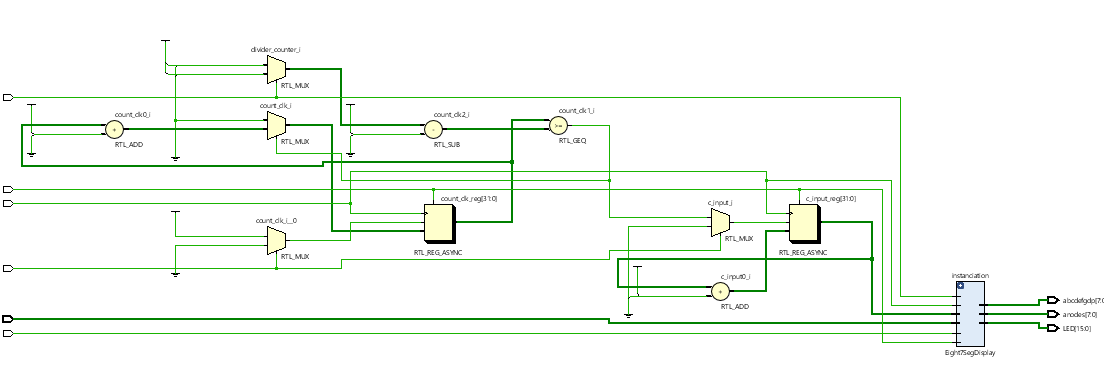 divider_counter_i
RTL_MUX
count_clk_i
count_clk0_i
+
RTL_ADD
RTL_MUX
count_clk2_i
-
RTL_SUB
count_clk1_i
>=
RTL_GEQ
count_clk_reg[31:0]
RTL_REG_ASYNC
count_clk_i__0
RTL_MUX
c_input_i
RTL_MUX
c_input_reg[31:0]
RTL_REG_ASYNC
c_input0_i
+
RTL_ADD
instanciation
Eight7SegDisplay
abcdefgdp[7:0
anodes[7:0]
LED[15:0]